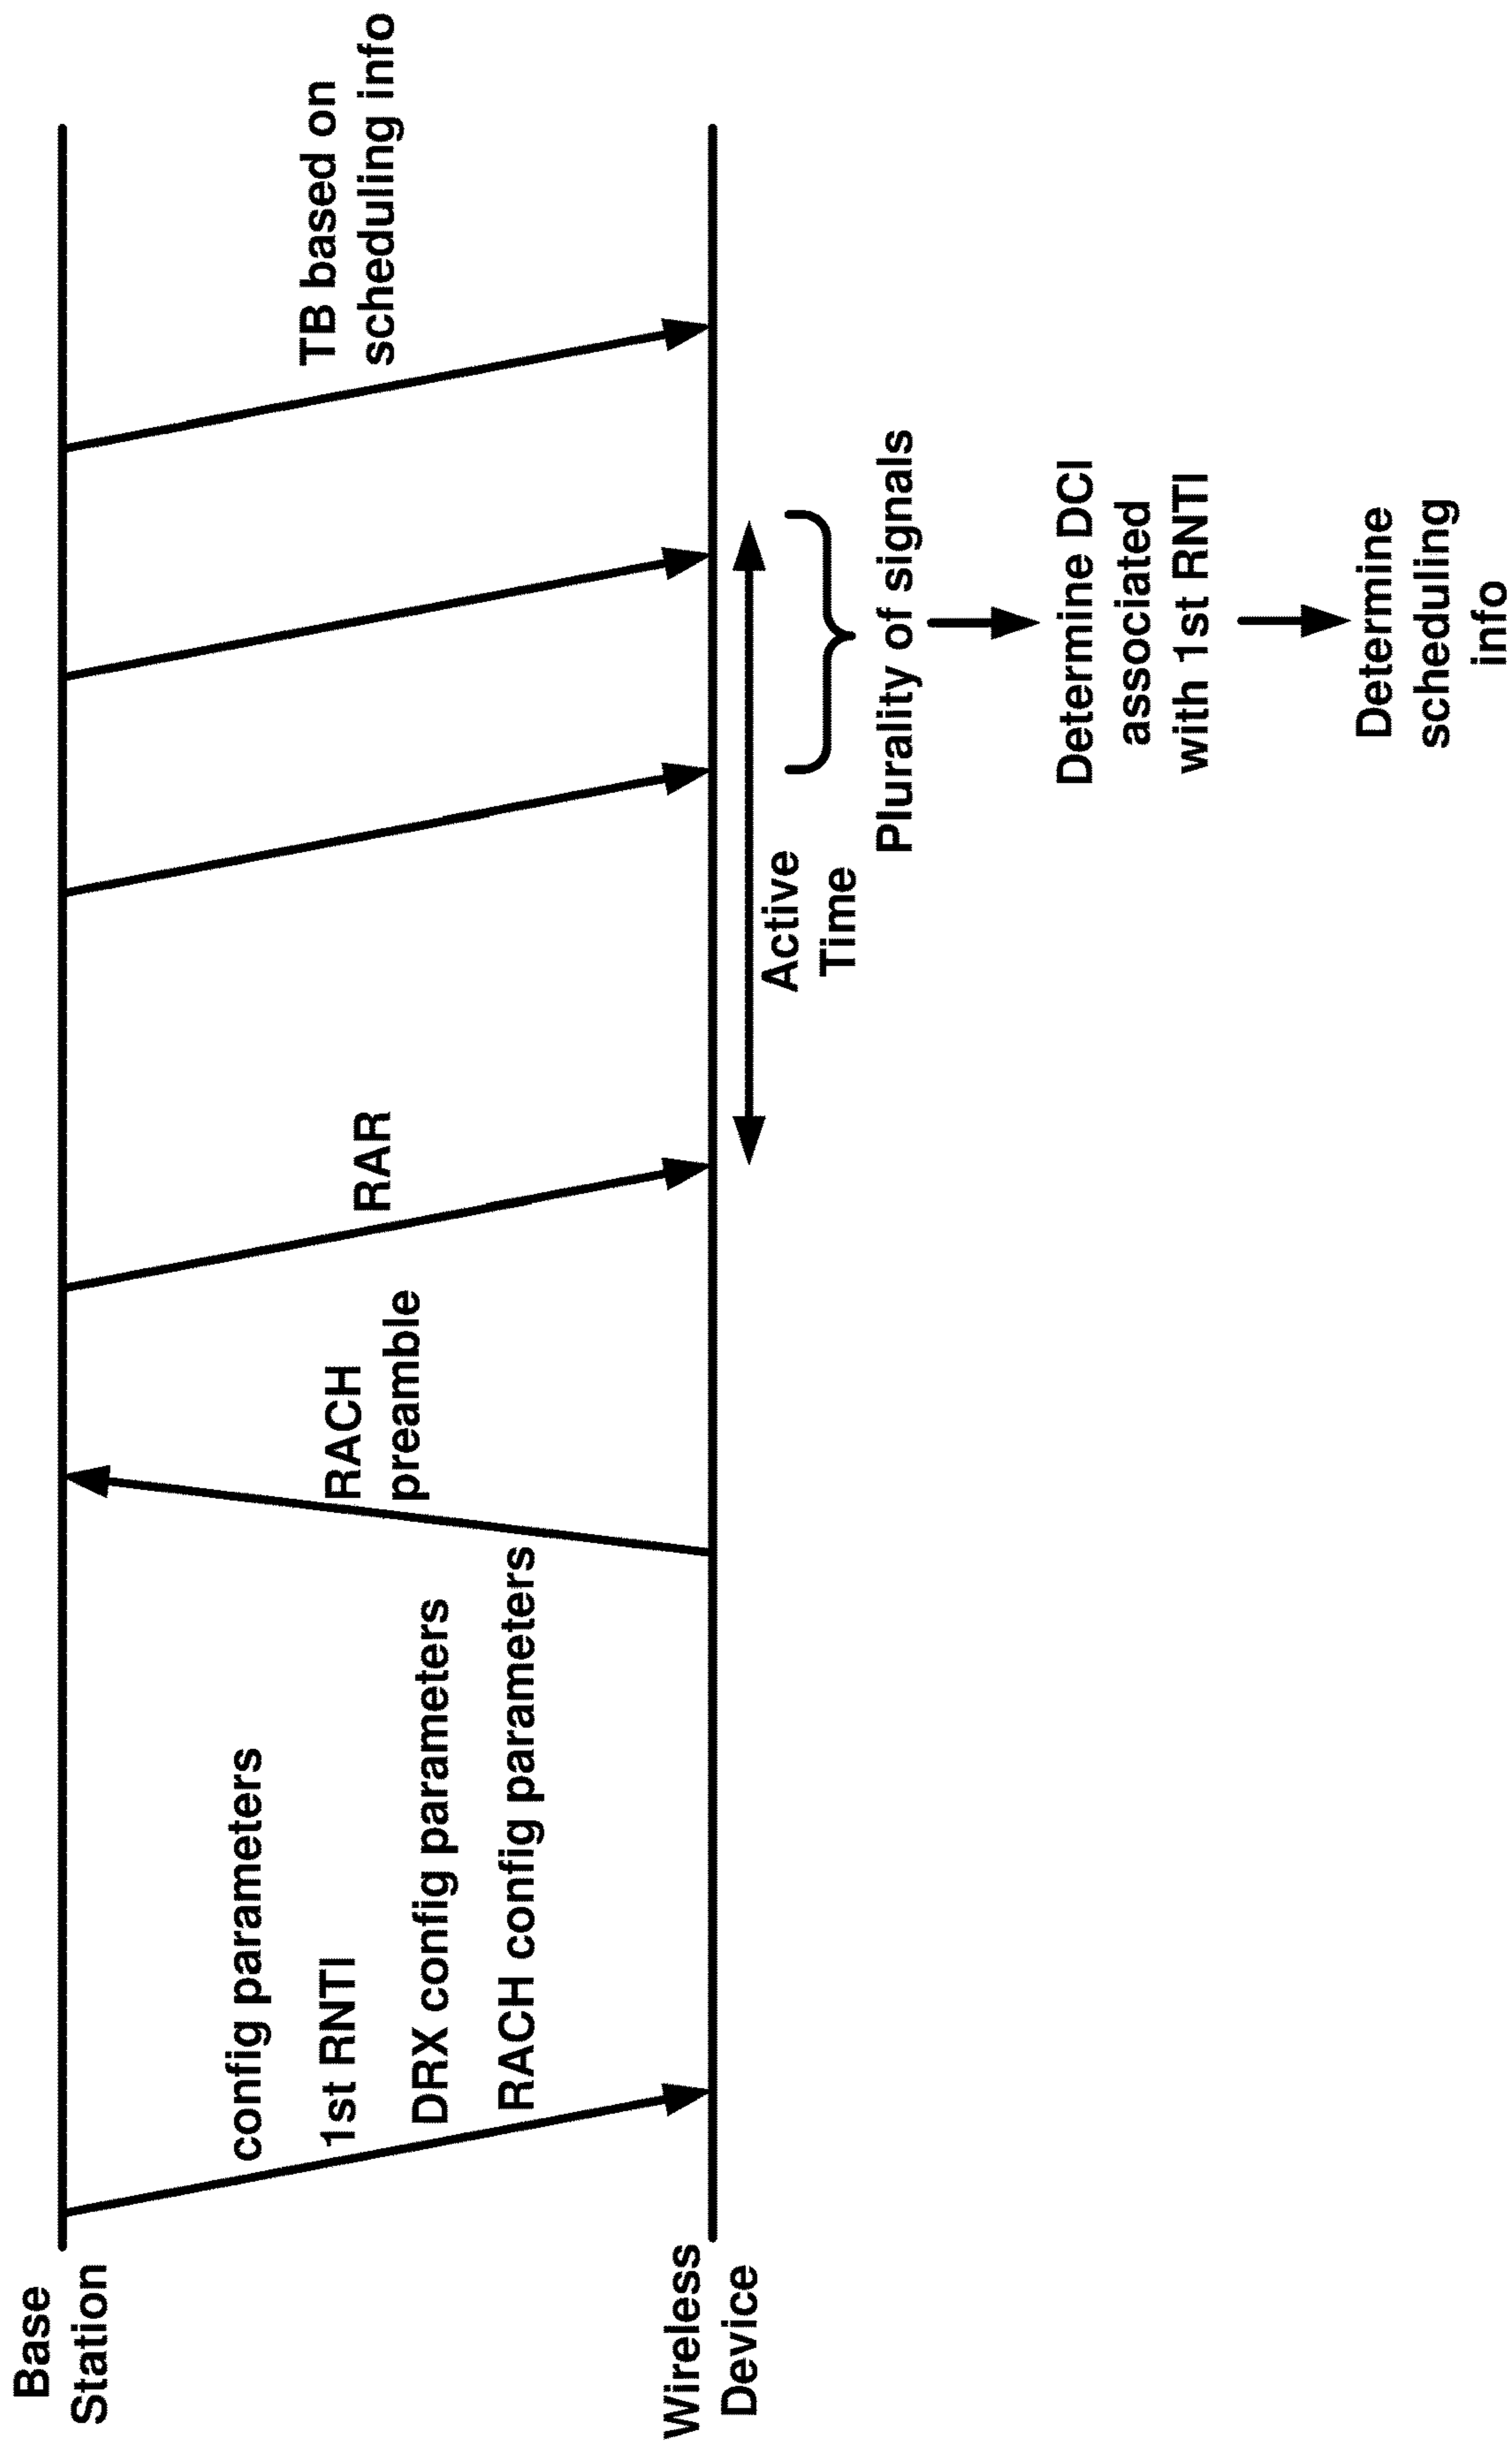 Base
Station
Wireless
Device
config parameters
1st RNTI
DRX config parameters
RACH config parameters
RACH
preamble
RAR
Active
Time
Plurality of signals
Determine DCI
associated
with 1st RNTI
Determine
scheduling
info
TB based on
scheduling info